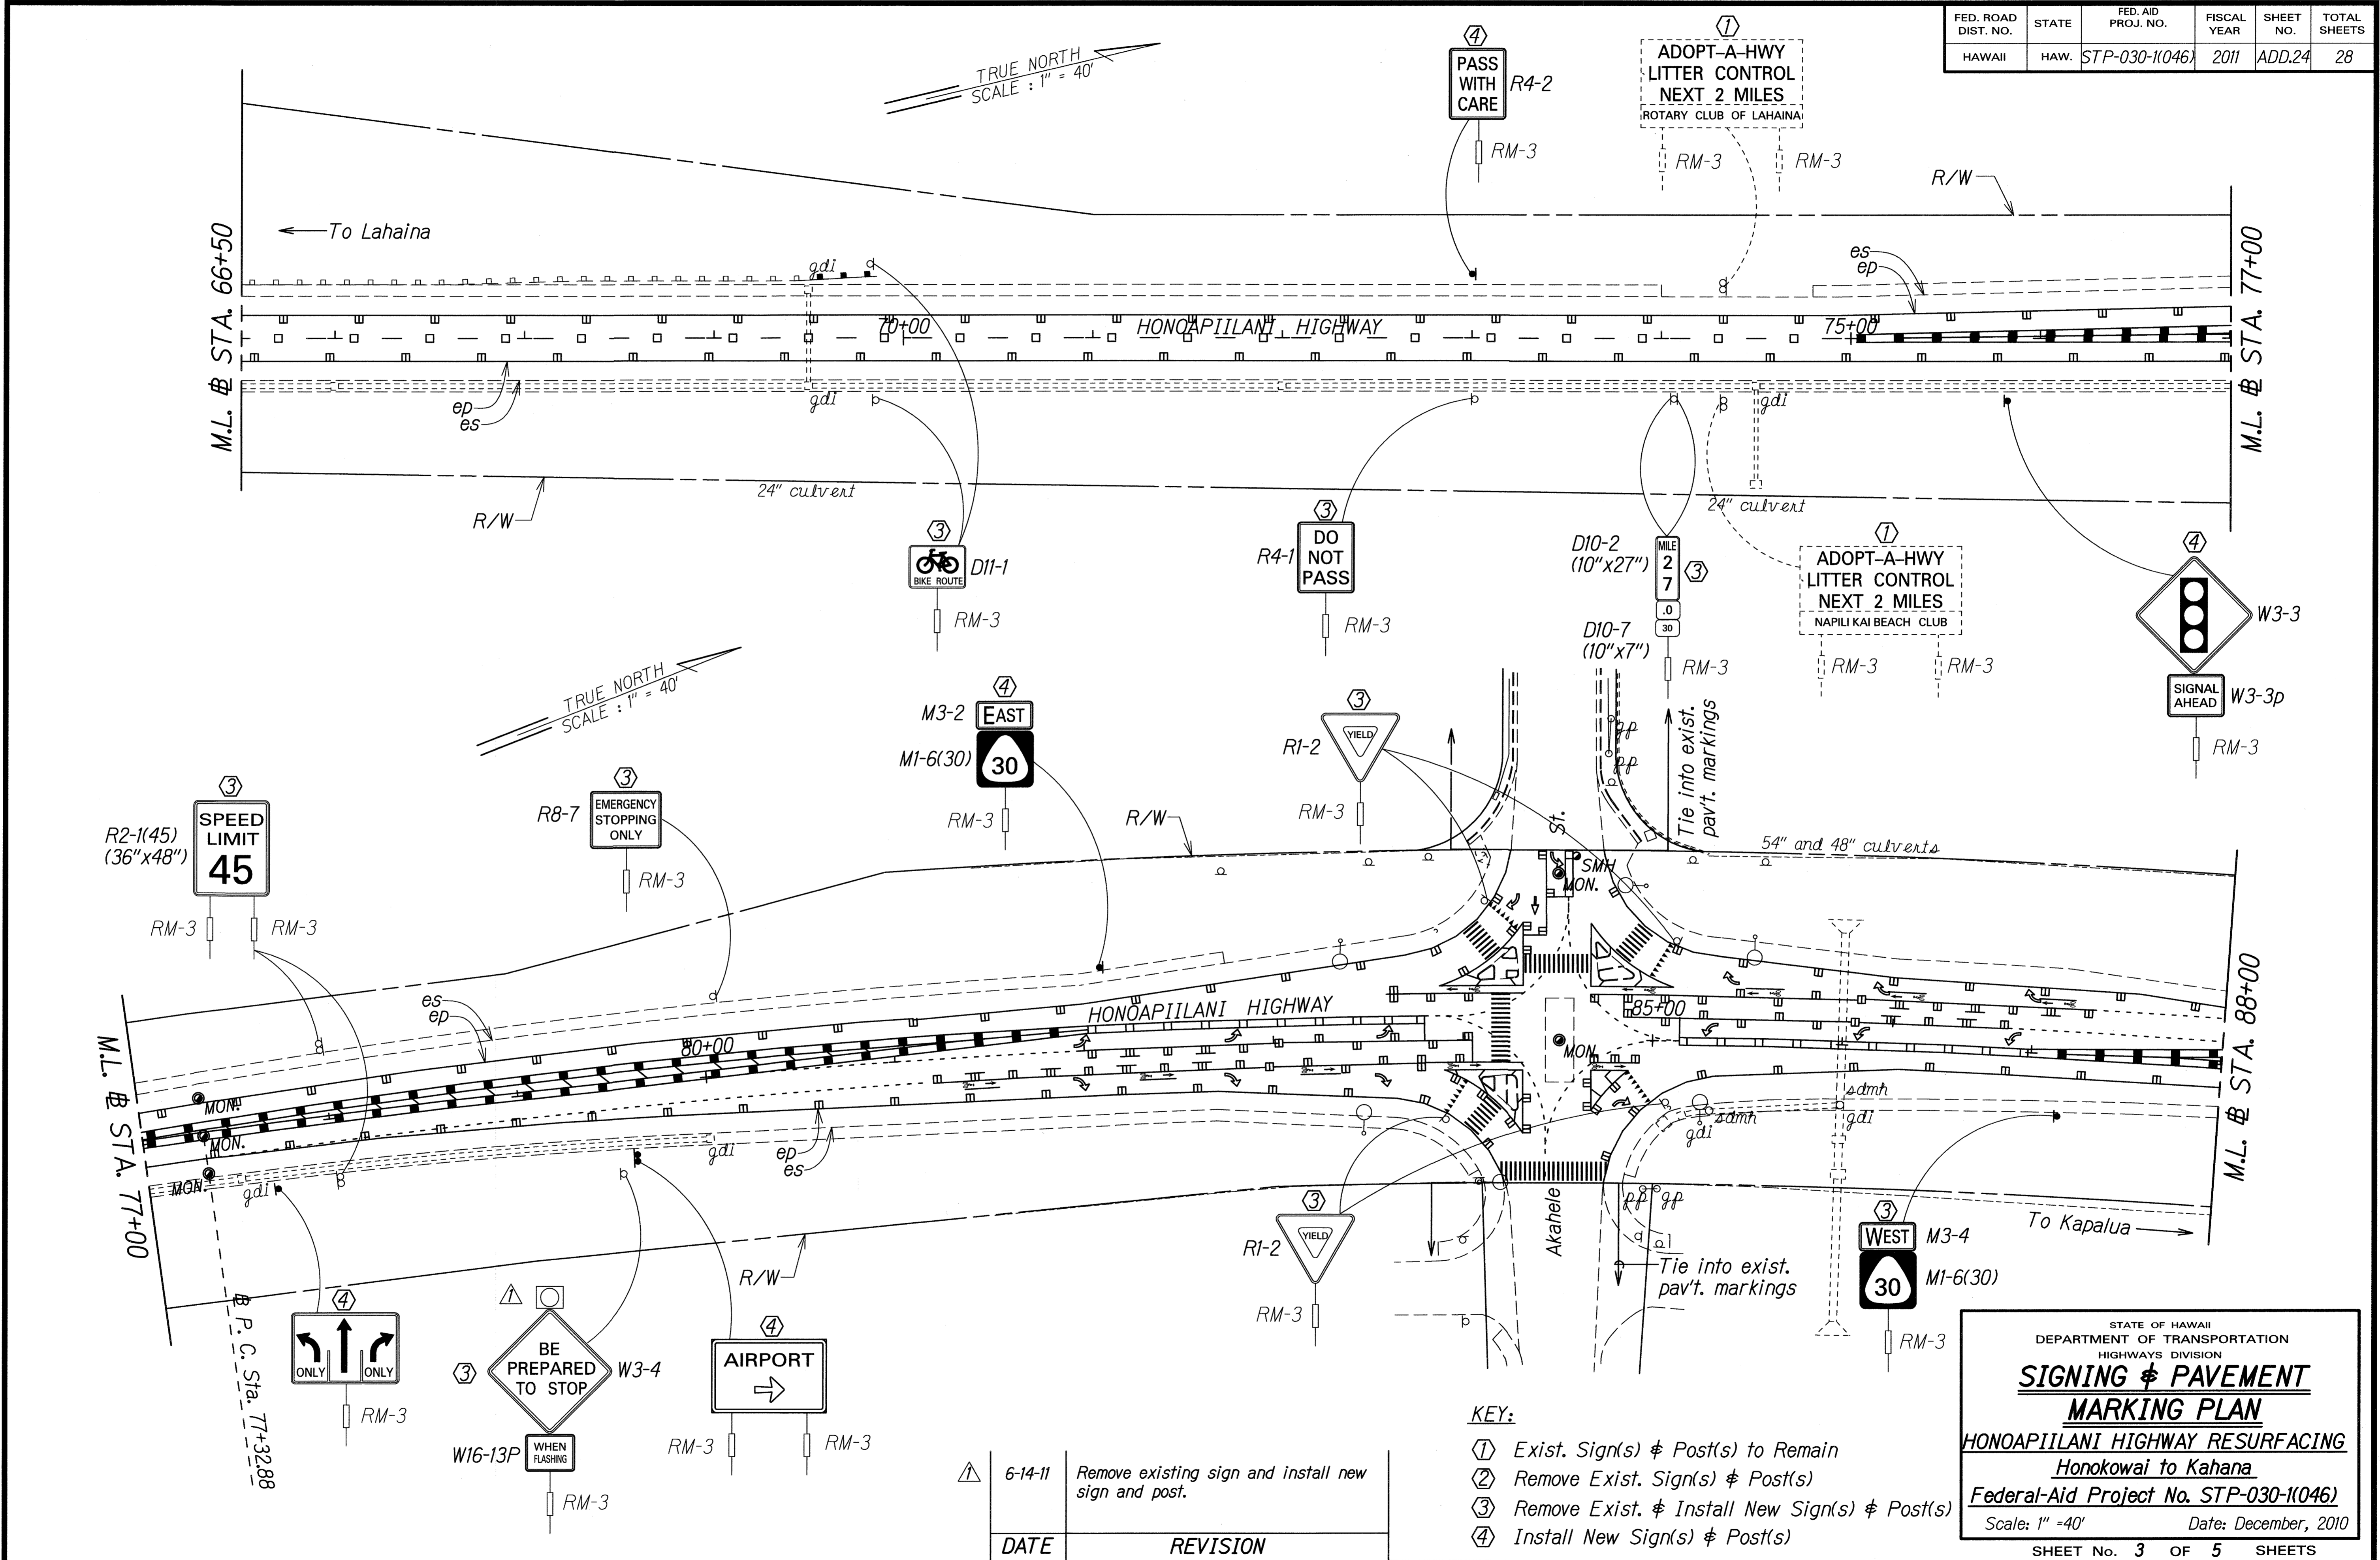 FED. ROAD DIST. NO. STATE FED. AID PROJ. NO. FISCAL YEAR SHEET NO. TOTAL SHEETS
HAWAII HAW. STP-030-1(046) 2011 ADD.24 28
TRUE NORTH
SCALE : 1" = 40'
4
PASS
WITH
CARE
R4-2
RM-3
1
ADOPT-A-HWY
LITTER CONTROL
NEXT 2 MILES
ROTARY CLUB OF LAHAINA
RM-3 RM-3
R/W
To Lahaina
M.L. B STA. 66+50
gdi
es
ep
70+00
HONOAPIILANI HIGHWAY
75+00
M.L. B STA. 77+00
ep
es
gdi
gdi
R/W
24" culvert
24" culvert
3
BIKE ROUTE
D11-1
RM-3
3
R4-1
DO
NOT
PASS
RM-3
D10-2
(10"x27")
MILE
2
7
3
.0
30
D10-7
(10"x7")
RM-3
1
ADOPT-A-HWY
LITTER CONTROL
NEXT 2 MILES
NAPILI KAI BEACH CLUB
RM-3 RM-3
4
W3-3
SIGNAL
AHEAD
W3-3p
RM-3
TRUE NORTH
SCALE : 1" = 40'
3
R2-1(45)
(36"x48")
SPEED
LIMIT
45
RM-3 RM-3
3
R8-7
EMERGENCY
STOPPING
ONLY
RM-3
4
M3-2
EAST
M1-6(30)
30
RM-3
R/W
3
R1-2
YIELD
RM-3
St.
gp
pp
Tie into exist.
pav't. markings
54" and 48" culverts
SMH
MON.
es
ep
80+00
HONOAPIILANI HIGHWAY
85+00
MON.
M.L. B STA. 77+00
M.L. B STA. 88+00
MON.
MON.
MON.
gdi
gdi
ep
es
sdmh
sdmh
gdi
gdi
R/W
B P. C. Sta. 77+32.88
4
ONLY ONLY
RM-3
1
3
BE
PREPARED
TO STOP
W3-4
W16-13P
WHEN
FLASHING
RM-3
4
AIRPORT
RM-3 RM-3
3
R1-2
YIELD
RM-3
Akahele
pp gp
Tie into exist.
pav't. markings
3
WEST
M3-4
30
M1-6(30)
RM-3
To Kapalua
1 6-14-11 Remove existing sign and install new
sign and post.
DATE REVISION
KEY:
1 Exist. Sign(s) & Post(s) to Remain
2 Remove Exist. Sign(s) & Post(s)
3 Remove Exist. & Install New Sign(s) & Post(s)
4 Install New Sign(s) & Post(s)
STATE OF HAWAII
DEPARTMENT OF TRANSPORTATION
HIGHWAYS DIVISION
SIGNING & PAVEMENT
MARKING PLAN
HONOAPIILANI HIGHWAY RESURFACING
Honokowai to Kahana
Federal-Aid Project No. STP-030-1(046)
Scale: 1" =40' Date: December, 2010
SHEET No. 3 OF 5 SHEETS